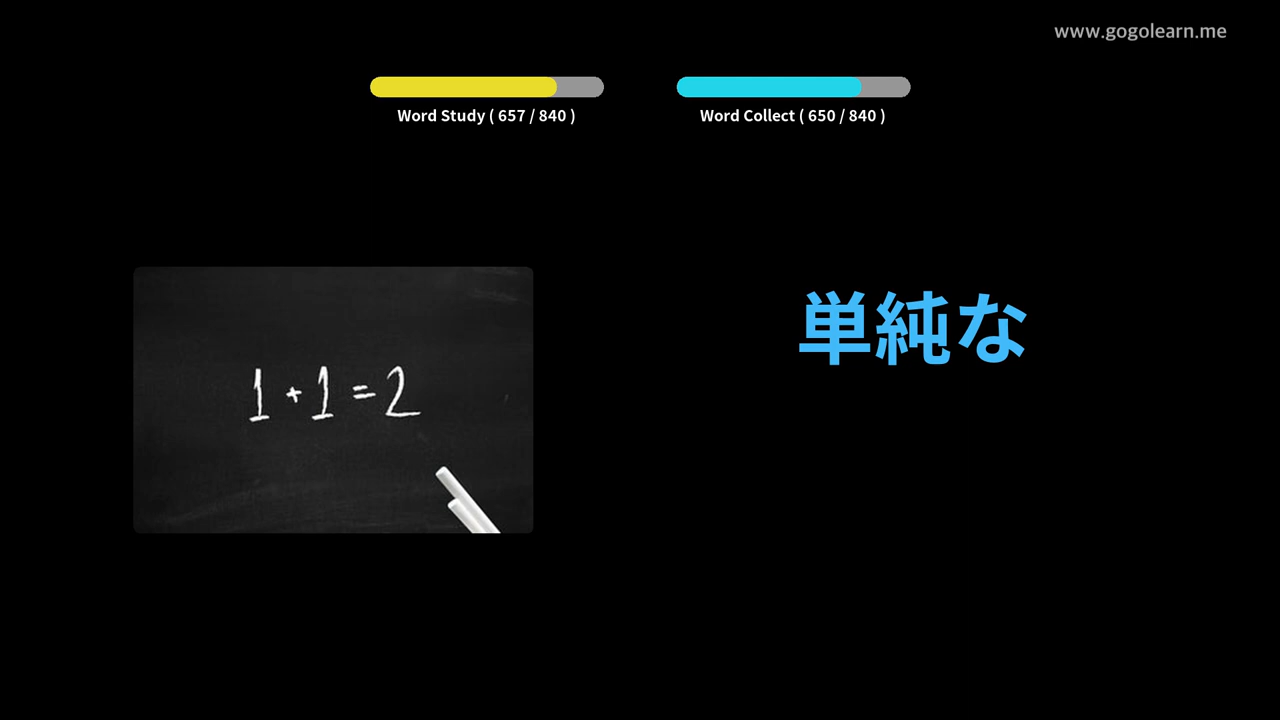 www.gogolearn.me
Word Study ( 657 / 840 )
Word Collect ( 650 / 840 )
1 + 1 = 2
単純な